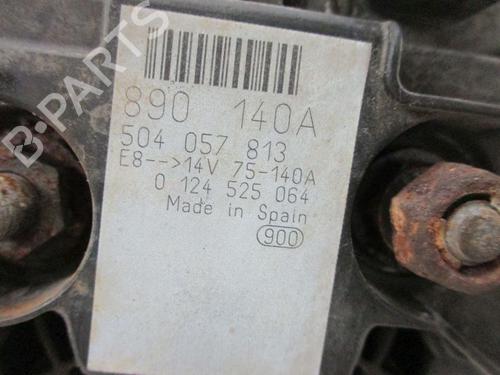 B-PARTS
890 140A
504 057 813
E8-->14V 75-140A
0 124 525 064
Made in Spain
900